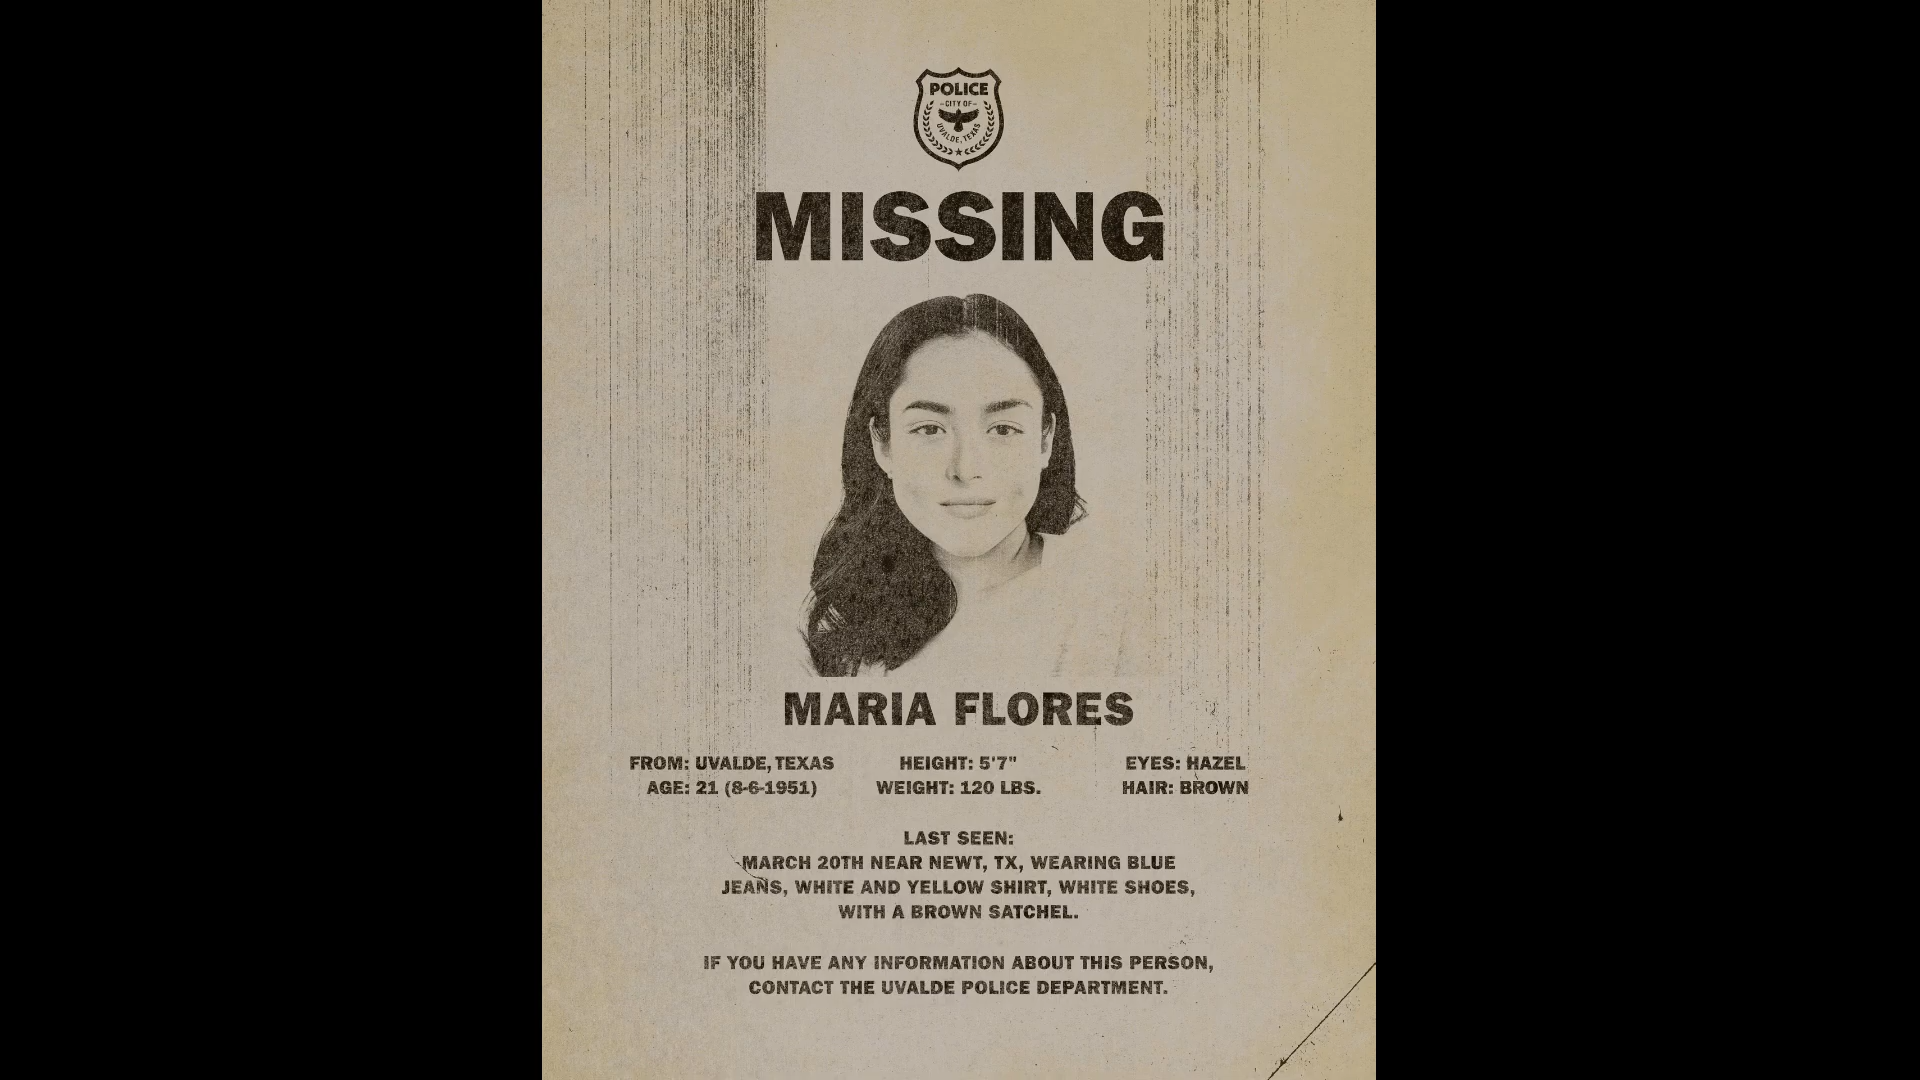 POLICE
CITY OF
UVALDE, TEXAS
MISSING
MARIA FLORES
FROM: UVALDE, TEXAS
AGE: 21 (8-6-1951)
HEIGHT: 5'7"
WEIGHT: 120 LBS.
EYES: HAZEL
HAIR: BROWN
LAST SEEN:
MARCH 20TH NEAR NEWT, TX, WEARING BLUE
JEANS, WHITE AND YELLOW SHIRT, WHITE SHOES,
WITH A BROWN SATCHEL.
IF YOU HAVE ANY INFORMATION ABOUT THIS PERSON,
CONTACT THE UVALDE POLICE DEPARTMENT.